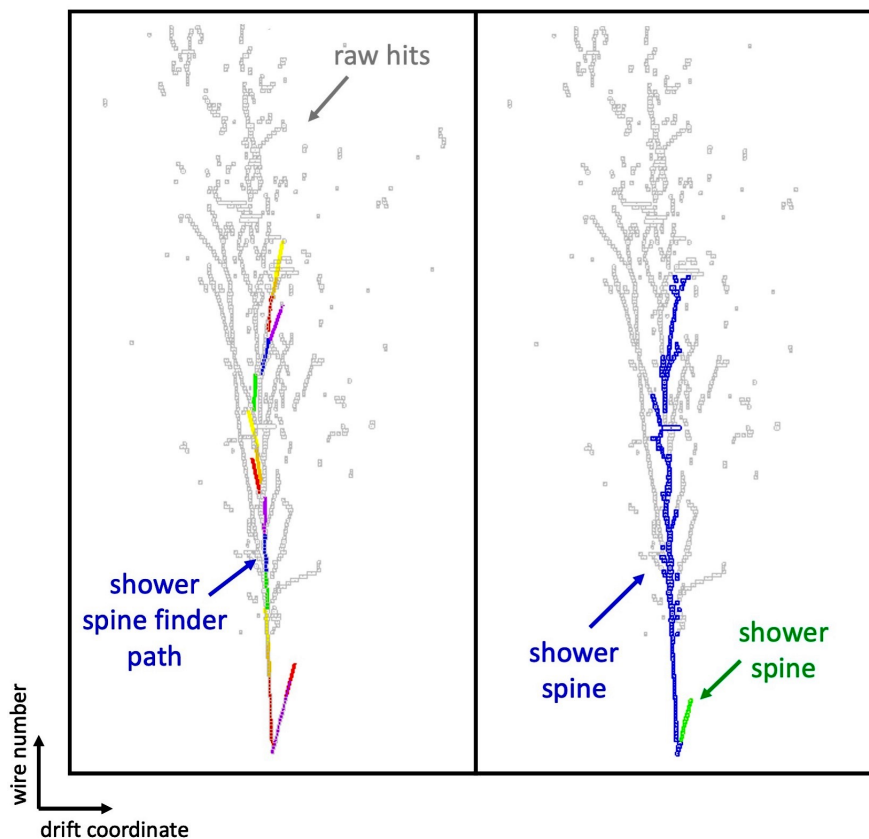 raw hits
shower
spine finder
path
shower
spine
shower
spine
wire number
drift coordinate